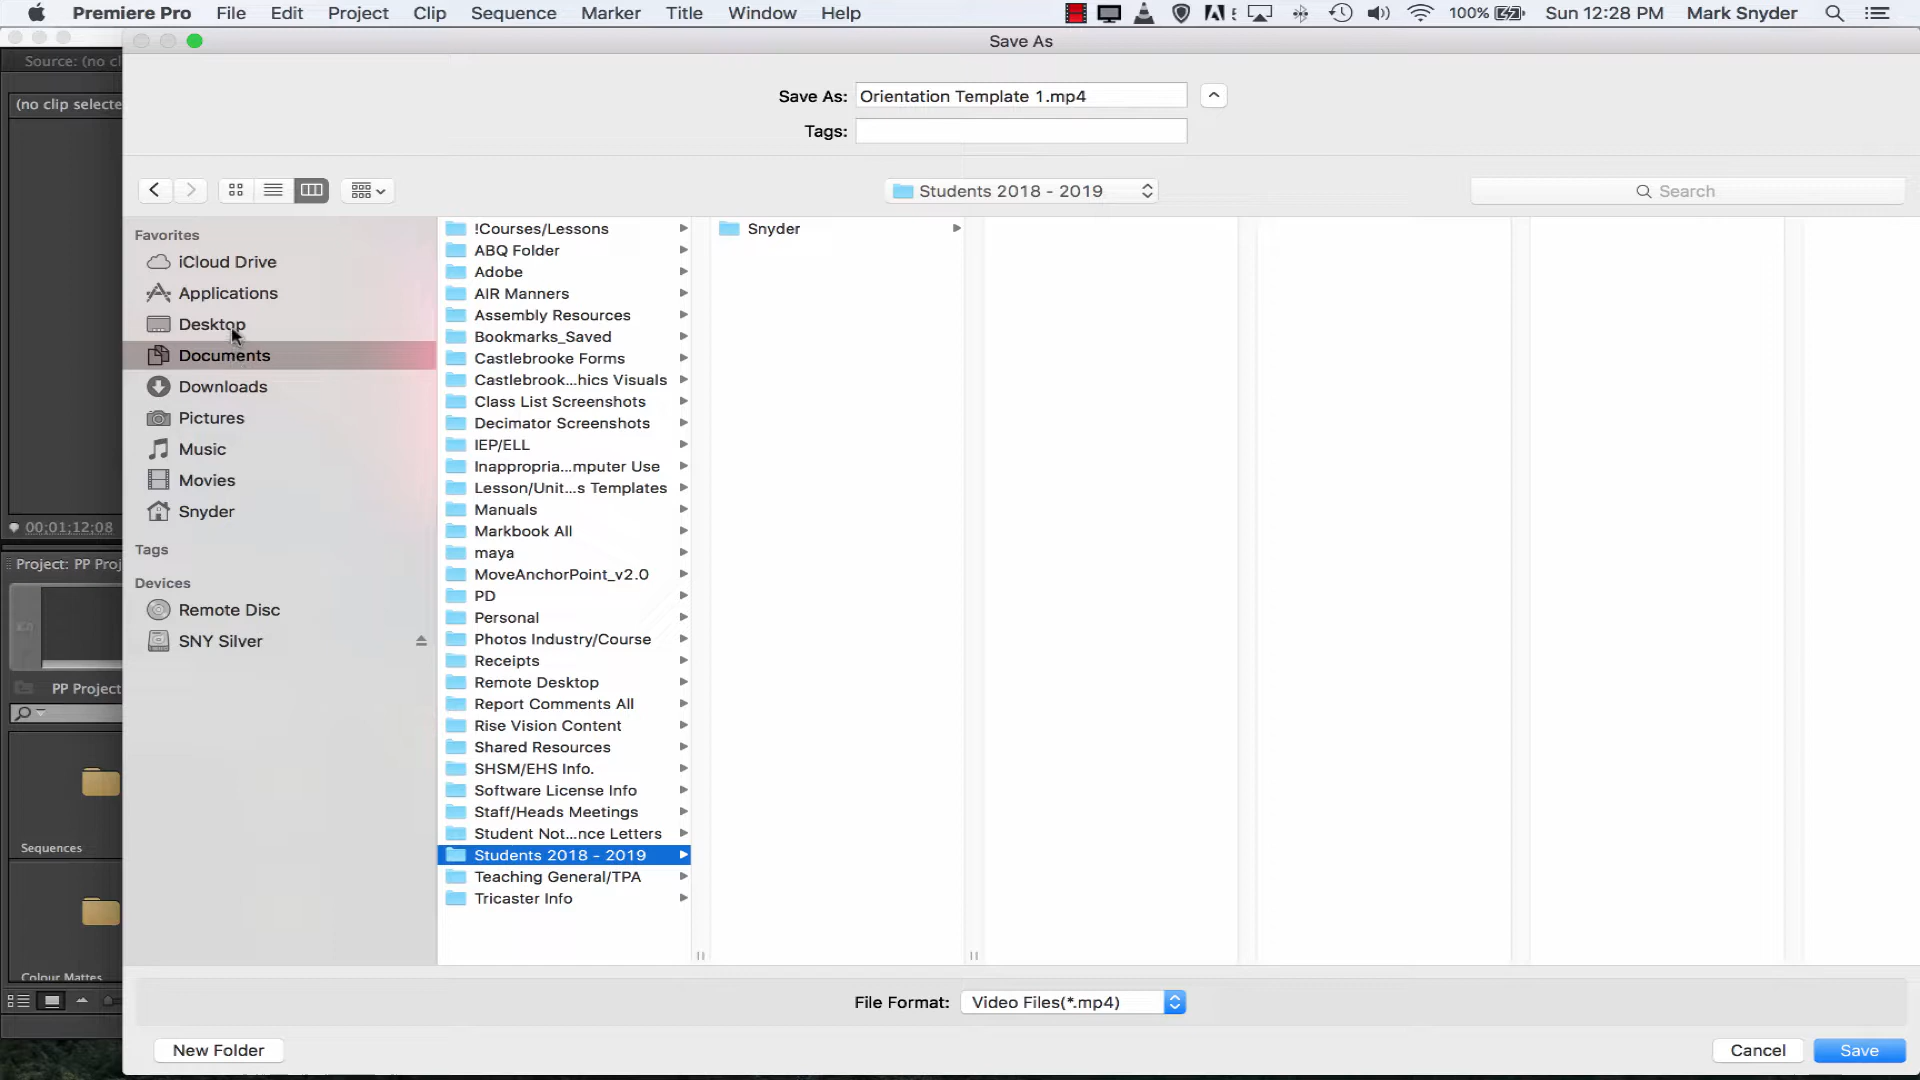 Premiere Pro File Edit Project Clip Sequence Marker Title Window Help 100% Sun 12:28 PM Mark Snyder
Save As
Source: (no cl
(no clip selecte
Save As: Orientation Template 1.mp4
Tags:
Students 2018 - 2019
Search
Favorites
iCloud Drive
Applications
Desktop
Documents
Downloads
Pictures
Music
Movies
Snyder
Tags
Devices
Remote Disc
SNY Silver
!Courses/Lessons
ABQ Folder
Adobe
AIR Manners
Assembly Resources
Bookmarks_Saved
Castlebrooke Forms
Castlebrook...hics Visuals
Class List Screenshots
Decimator Screenshots
IEP/ELL
Inappropria...mputer Use
Lesson/Unit...s Templates
Manuals
Markbook All
maya
MoveAnchorPoint_v2.0
PD
Personal
Photos Industry/Course
Receipts
Remote Desktop
Report Comments All
Rise Vision Content
Shared Resources
SHSM/EHS Info.
Software License Info
Staff/Heads Meetings
Student Not...nce Letters
Students 2018 - 2019
Teaching General/TPA
Tricaster Info
Snyder
00;01;12;08
Project: PP Proj
PP Project
Sequences
Colour Mattes
File Format: Video Files(*.mp4)
New Folder
Cancel
Save